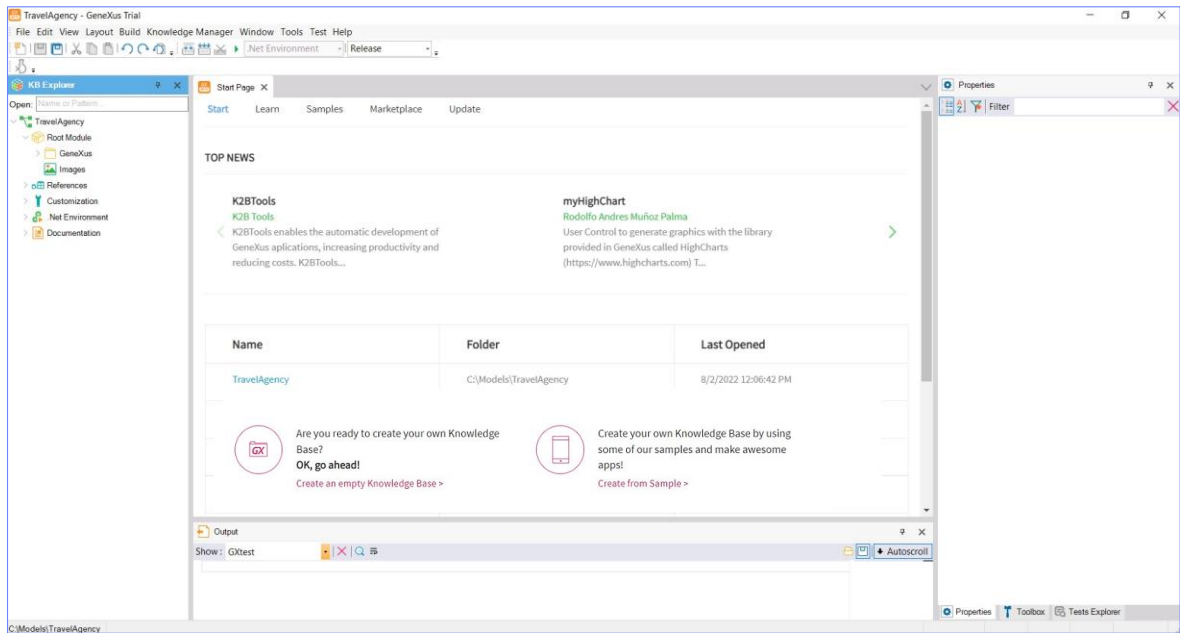 TravelAgency - GeneXus Trial
File Edit View Layout Build Knowledge Manager Window Tools Test Help
.Net Environment Release
KB Explorer
Open: Name or Pattern...
TravelAgency
Root Module
GeneXus
Images
References
Customization
.Net Environment
Documentation
Start Page
Start Learn Samples Marketplace Update
TOP NEWS
K2BTools
K2B Tools
K2BTools enables the automatic development of
GeneXus aplications, increasing productivity and
reducing costs. K2BTools...
myHighChart
Rodolfo Andres Muñoz Palma
User Control to generate graphics with the library
provided in GeneXus called HighCharts
(https://www.highcharts.com) T...
Name Folder Last Opened
TravelAgency C:\Models\TravelAgency 8/2/2022 12:06:42 PM
GX
Are you ready to create your own Knowledge
Base?
OK, go ahead!
Create an empty Knowledge Base >
Create your own Knowledge Base by using
some of our samples and make awesome
apps!
Create from Sample >
Output
Show: GXtest Autoscroll
Properties
Filter
Properties Toolbox Tests Explorer
C:\Models\TravelAgency